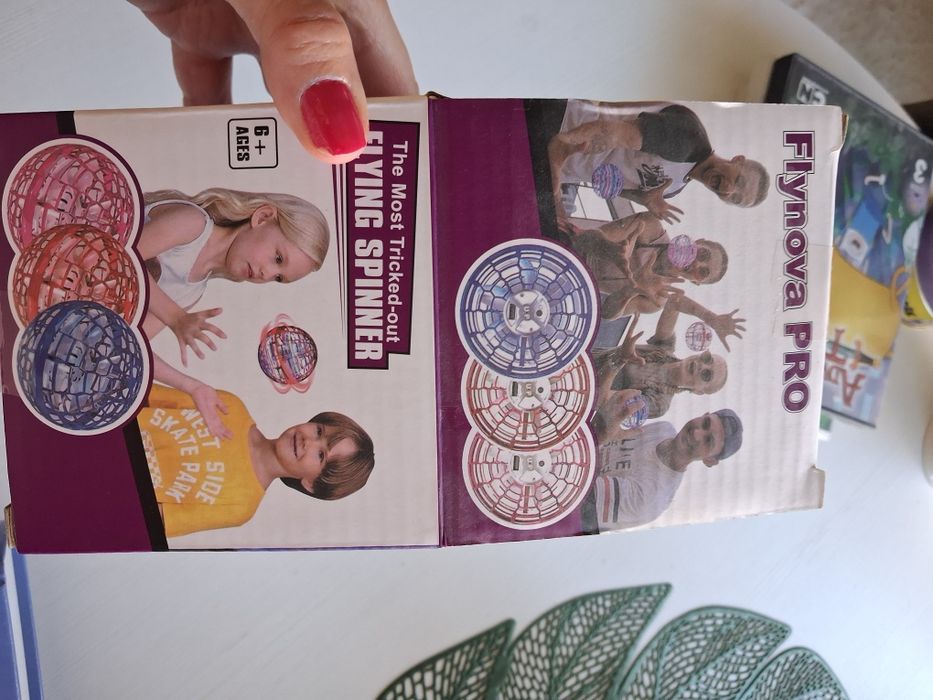 Flynova PRO
The Most Tricked-out
FLYING SPINNER
6+
AGES
WEST SIDE
SKATE PARK